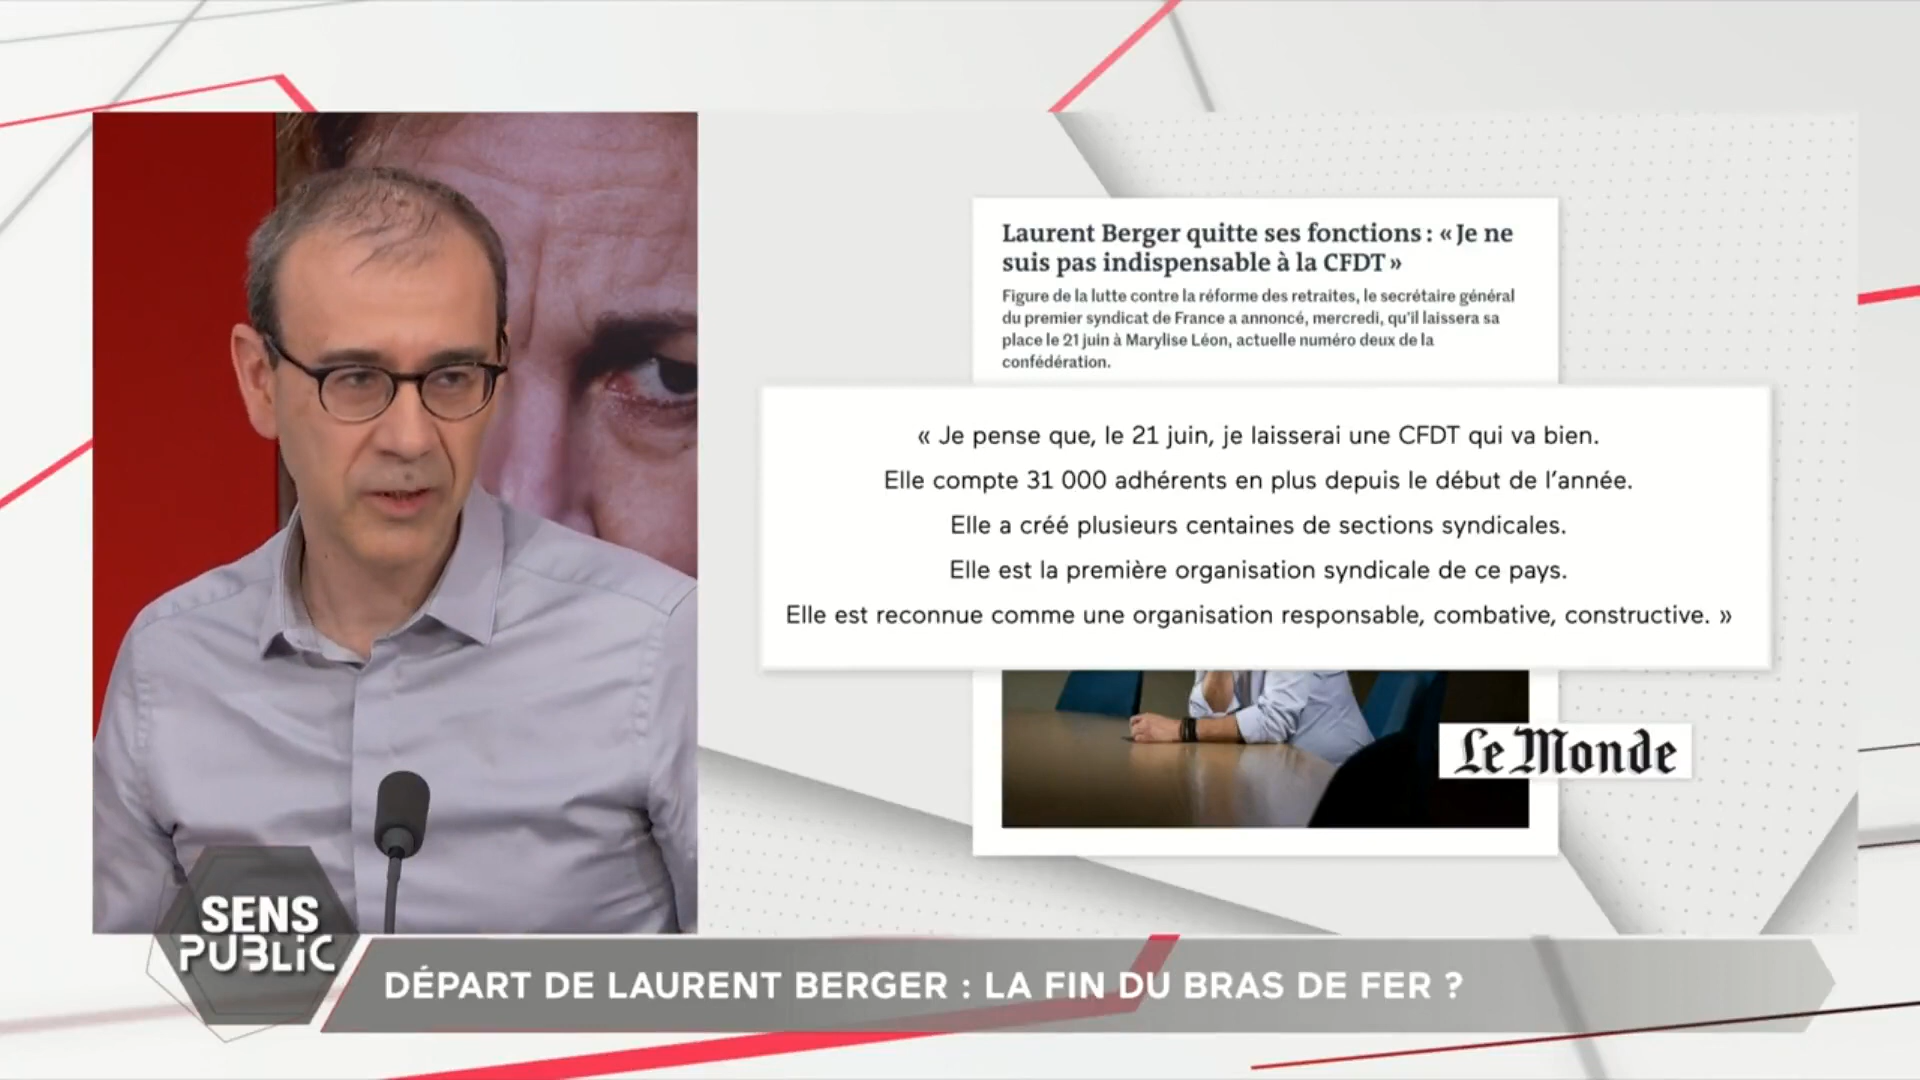 Laurent Berger quitte ses fonctions : « Je ne
suis pas indispensable à la CFDT »
Figure de la lutte contre la réforme des retraites, le secrétaire général
du premier syndicat de France a annoncé, mercredi, qu'il laissera sa
place le 21 juin à Marylise Léon, actuelle numéro deux de la
confédération.
« Je pense que, le 21 juin, je laisserai une CFDT qui va bien.
Elle compte 31 000 adhérents en plus depuis le début de l'année.
Elle a créé plusieurs centaines de sections syndicales.
Elle est la première organisation syndicale de ce pays.
Elle est reconnue comme une organisation responsable, combative, constructive. »
Le Monde
SENS
PUBLIC
DÉPART DE LAURENT BERGER : LA FIN DU BRAS DE FER ?